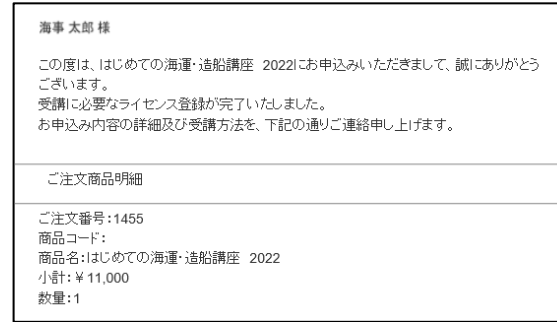 海事 太郎 様
この度は、はじめての海運・造船講座 2022にお申込みいただきまして、誠にありがとう
ございます。
受講に必要なライセンス登録が完了いたしました。
お申込み内容の詳細及び受講方法を、下記の通りご連絡申し上げます。
ご注文商品明細
ご注文番号:1455
商品コード:
商品名:はじめての海運・造船講座 2022
小計:¥ 11,000
数量:1